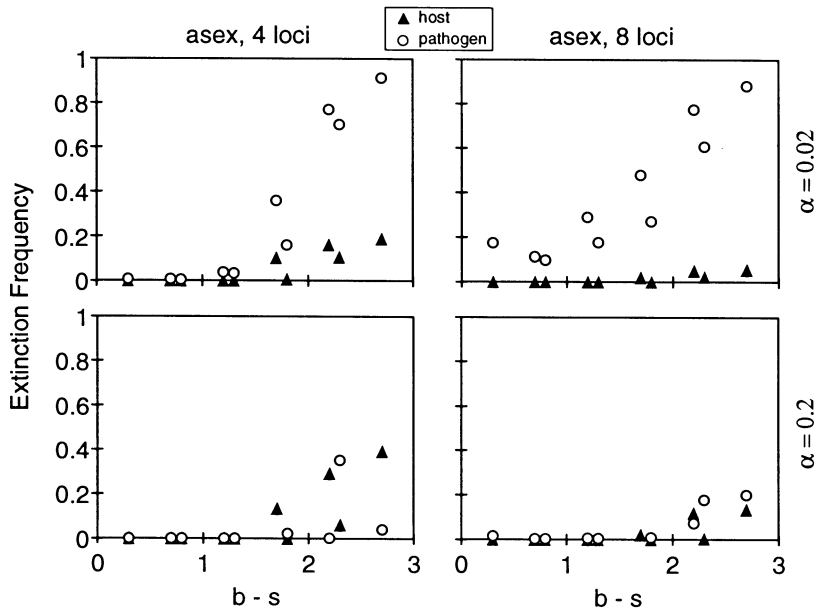 host
pathogen
asex, 4 loci
asex, 8 loci
1
0.8
0.6
0.4
0.2
0
α = 0.02
Extinction Frequency
1
0.8
0.6
0.4
0.2
0
α = 0.2
0 1 2 3
0 1 2 3
b - s
b - s